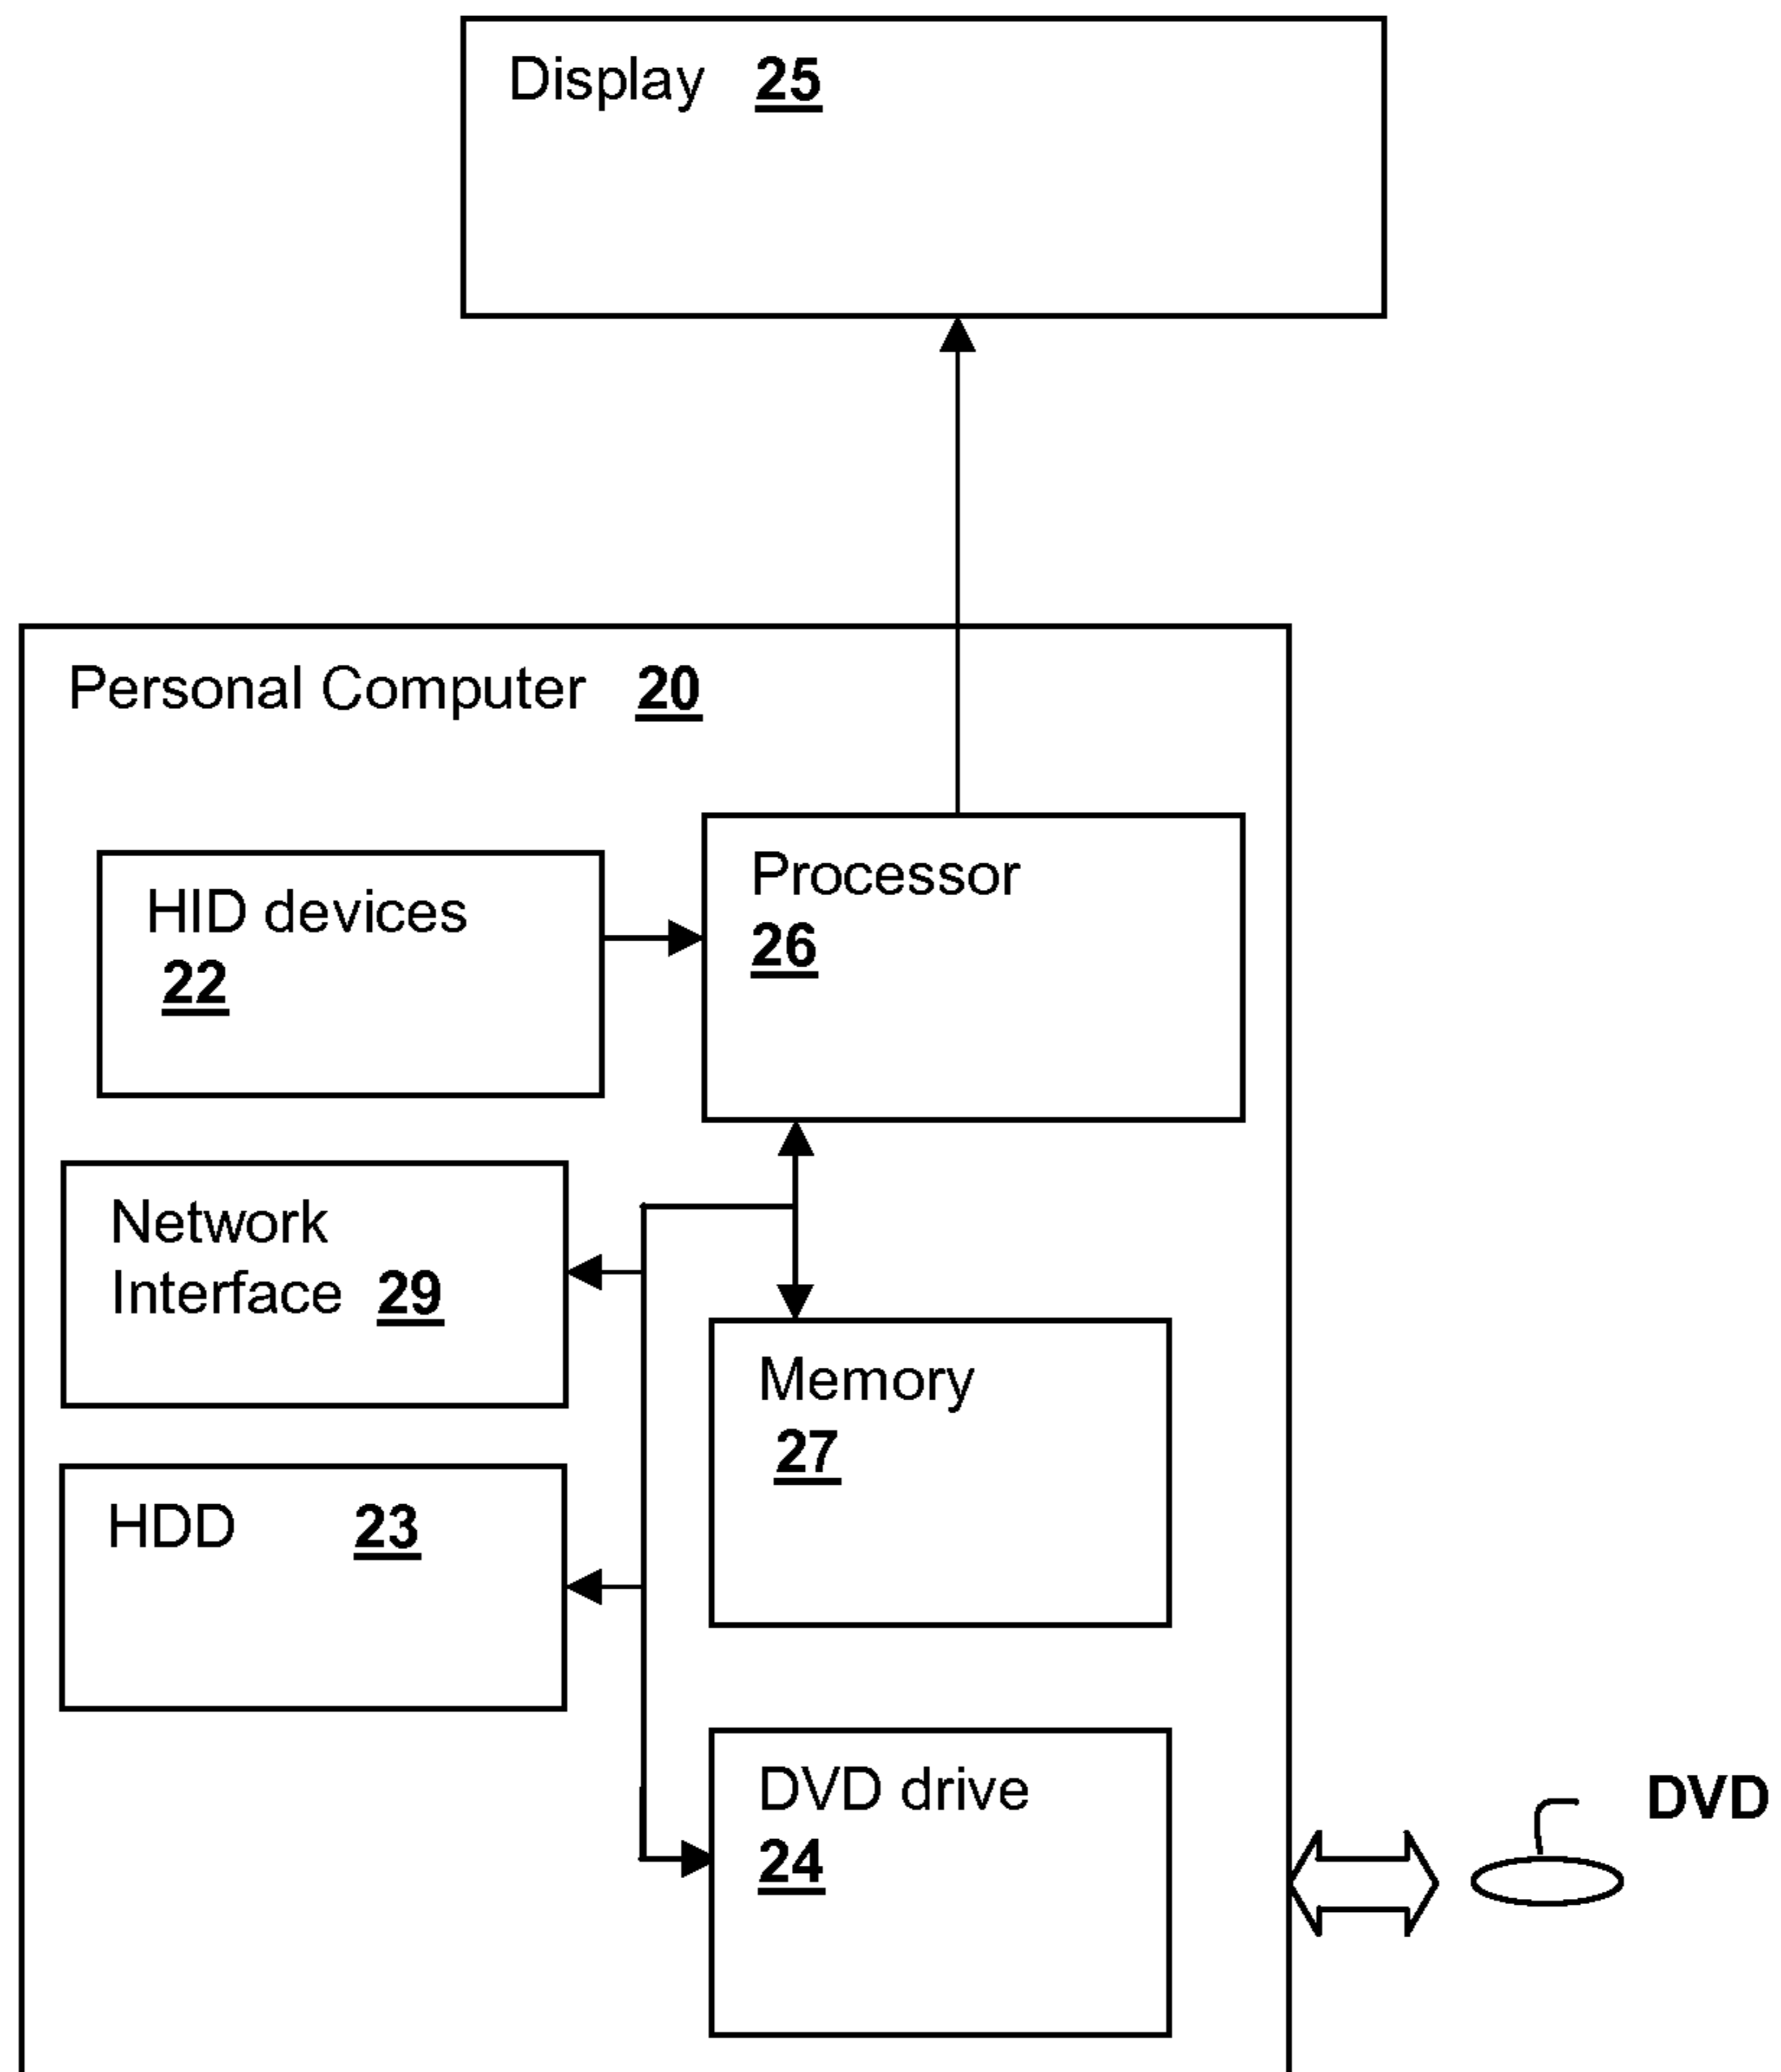 Display 25
Personal Computer 20
HID devices
22
Processor
26
Network
Interface 29
Memory
27
HDD 23
DVD drive
24
DVD